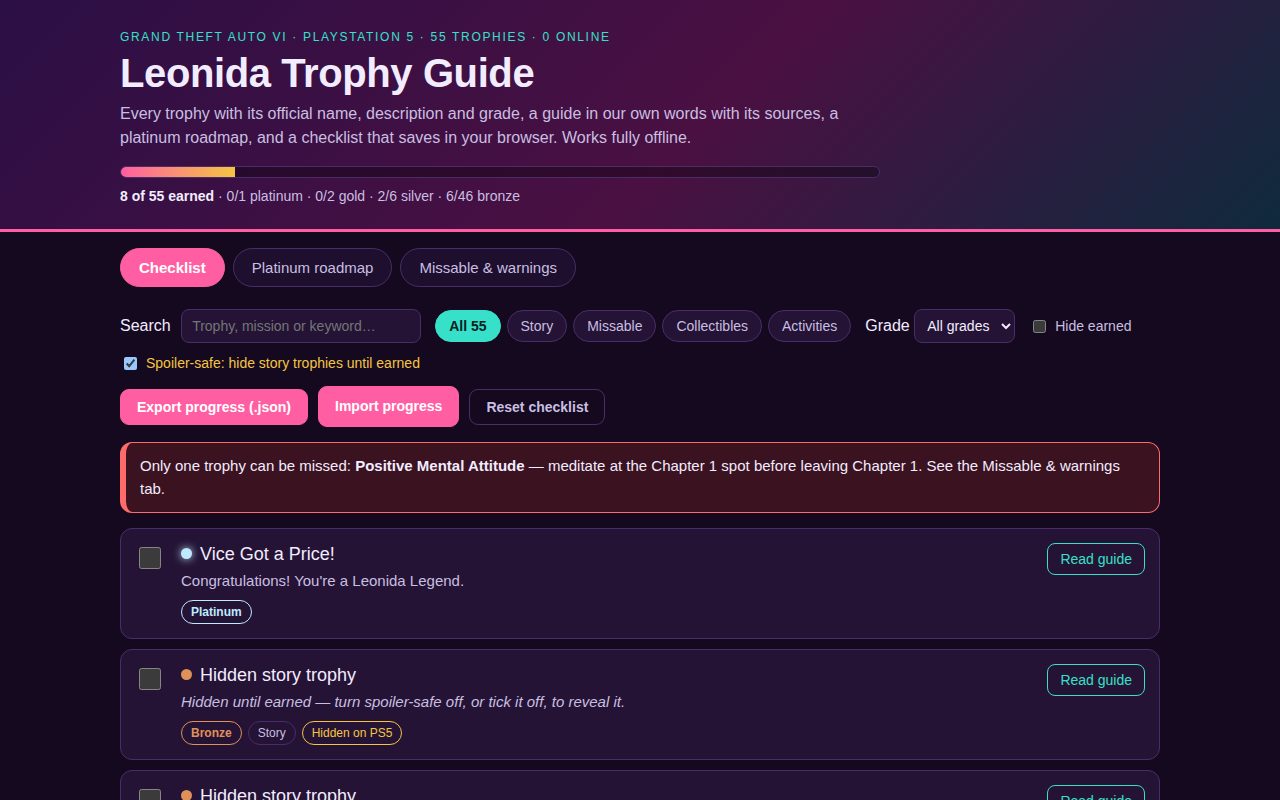 GRAND THEFT AUTO VI · PLAYSTATION 5 · 55 TROPHIES · 0 ONLINE
Leonida Trophy Guide
Every trophy with its official name, description and grade, a guide in our own words with its sources, a
platinum roadmap, and a checklist that saves in your browser. Works fully offline.
8 of 55 earned · 0/1 platinum · 0/2 gold · 2/6 silver · 6/46 bronze
Checklist Platinum roadmap Missable & warnings
Search Trophy, mission or keyword… All 55 Story Missable Collectibles Activities Grade All grades Hide earned
Spoiler-safe: hide story trophies until earned
Export progress (.json) Import progress Reset checklist
Only one trophy can be missed: Positive Mental Attitude — meditate at the Chapter 1 spot before leaving Chapter 1. See the Missable & warnings
tab.
Vice Got a Price! Read guide
Congratulations! You're a Leonida Legend.
Platinum
Hidden story trophy Read guide
Hidden until earned — turn spoiler-safe off, or tick it off, to reveal it.
Bronze Story Hidden on PS5
Hidden story trophy Read guide